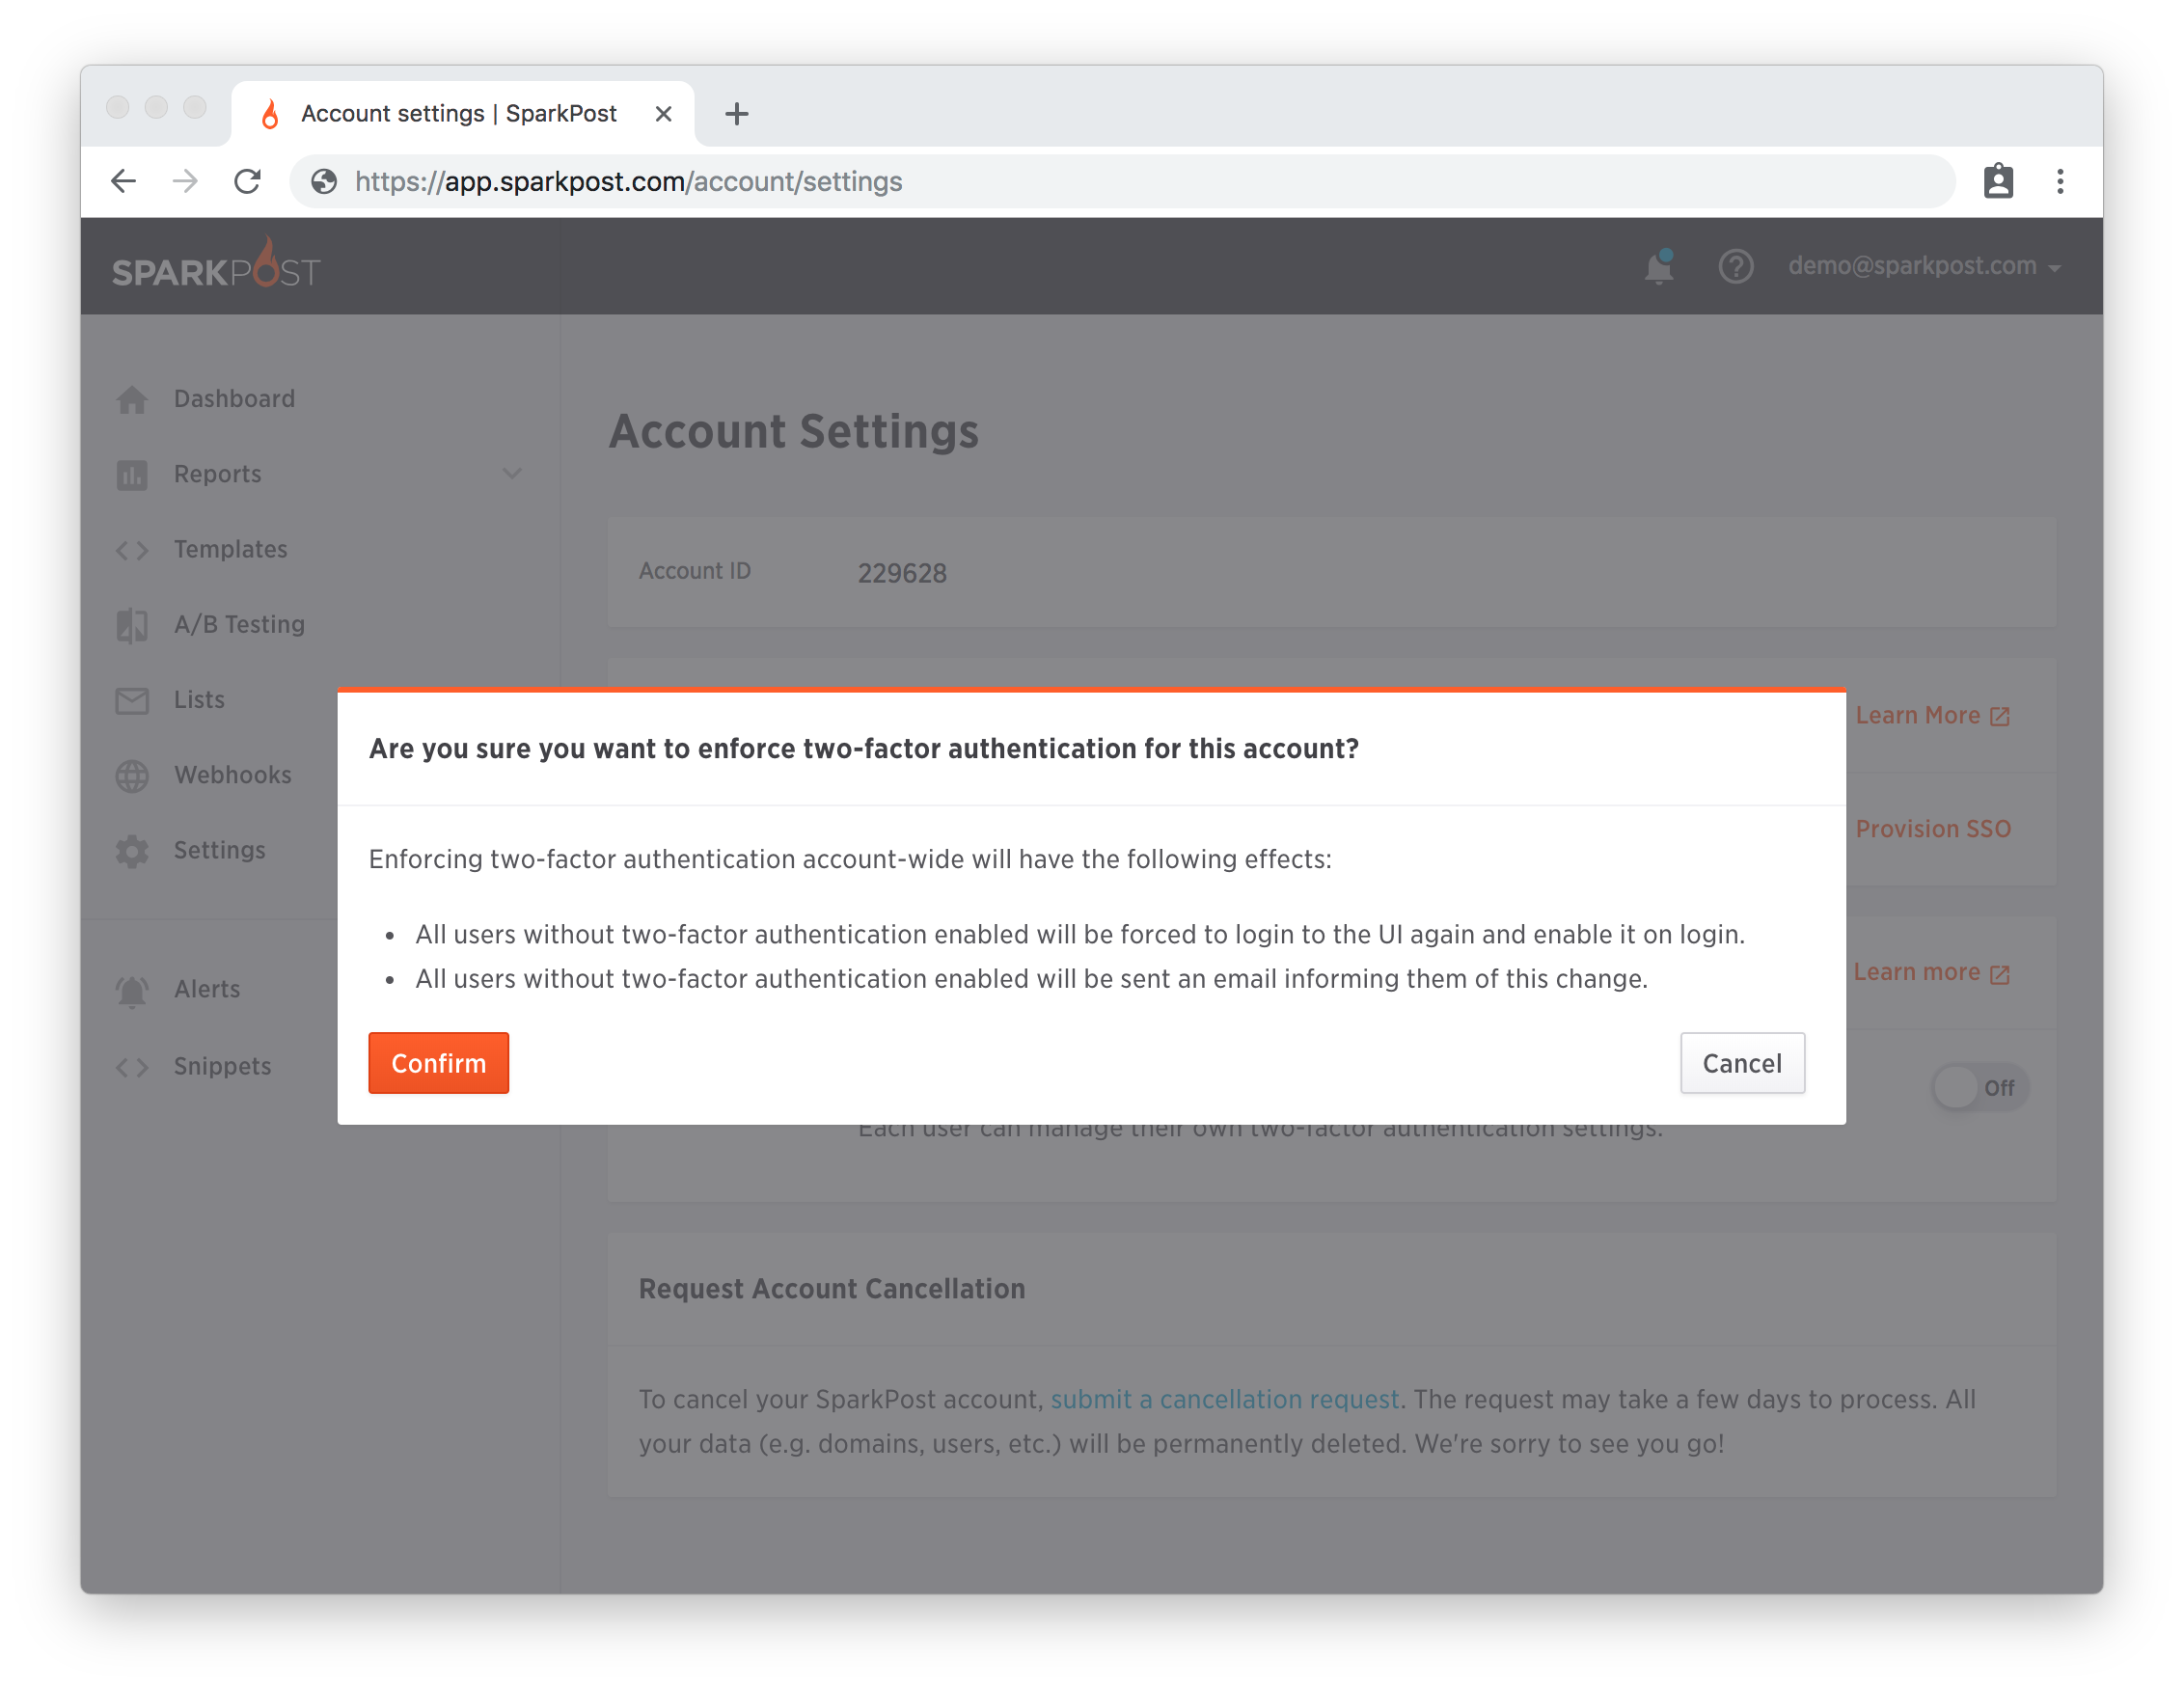 Account settings | SparkPost
https://app.sparkpost.com/account/settings
SPARKPOST
demo@sparkpost.com
Dashboard
Reports
Templates
A/B Testing
Lists
Webhooks
Settings
Alerts
Snippets
Account Settings
Account ID 229628
Learn More
Provision SSO
Are you sure you want to enforce two-factor authentication for this account?
Enforcing two-factor authentication account-wide will have the following effects:
• All users without two-factor authentication enabled will be forced to login to the UI again and enable it on login.
• All users without two-factor authentication enabled will be sent an email informing them of this change.
Confirm
Cancel
Learn more
Off
Each user can manage their own two-factor authentication settings.
Request Account Cancellation
To cancel your SparkPost account, submit a cancellation request. The request may take a few days to process. All
your data (e.g. domains, users, etc.) will be permanently deleted. We're sorry to see you go!